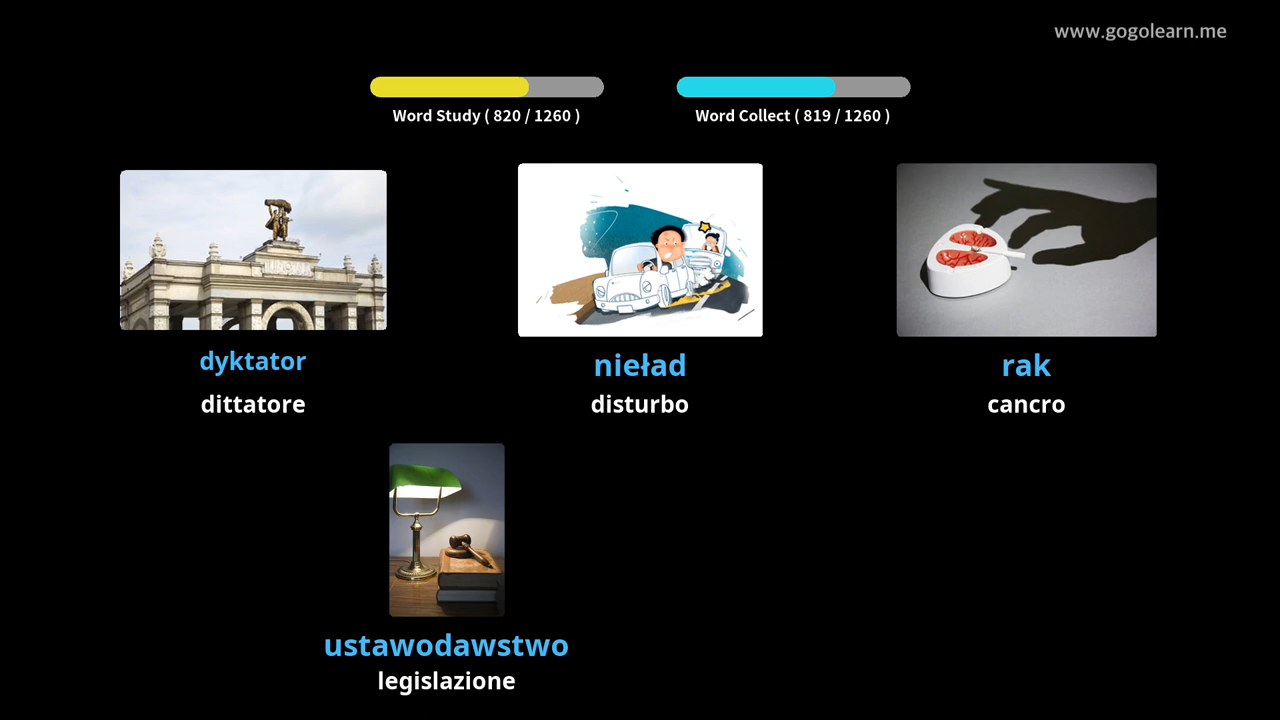 www.gogolearn.me
Word Study ( 820 / 1260 )
Word Collect ( 819 / 1260 )
dyktator
dittatore
nieład
disturbo
rak
cancro
ustawodawstwo
legislazione